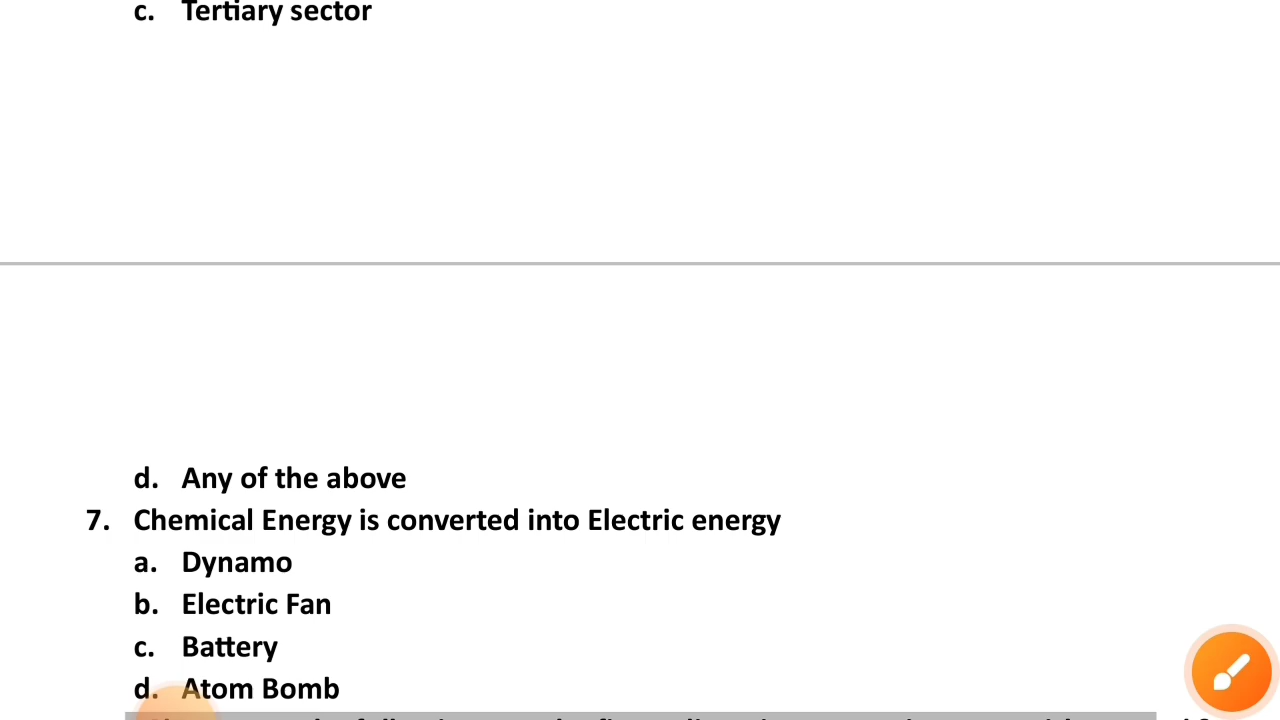 c. Tertiary sector
d. Any of the above
7. Chemical Energy is converted into Electric energy
a. Dynamo
b. Electric Fan
c. Battery
d. Atom Bomb